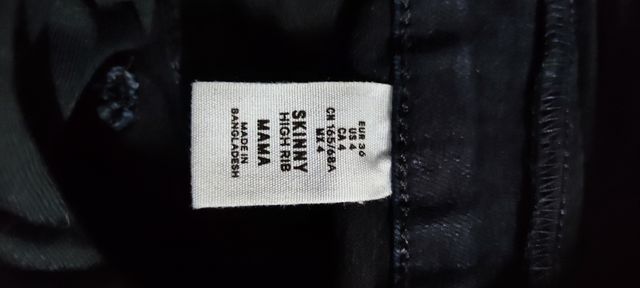 EUR 36
US 4
CA 4
CN 165/68A
MX 4
SKINNY
HIGH RIB
MAMA
MADE IN
BANGLADESH